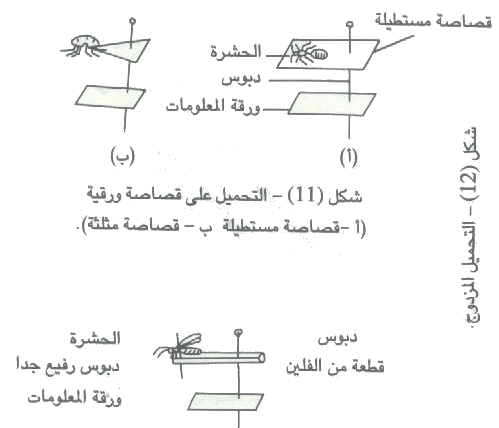 قصاصة مستطيلة
الحشرة
دبوس
ورقة المعلومات
(أ)
(ب)
شكل (11) – التحميل على قصاصة ورقية
(أ -قصاصة مستطيلة ب – قصاصة مثلثة).
شكل (12) – التحميل المزدوج.
دبوس
قطعة من الفلين
الحشرة
دبوس رفيع جدا
ورقة المعلومات